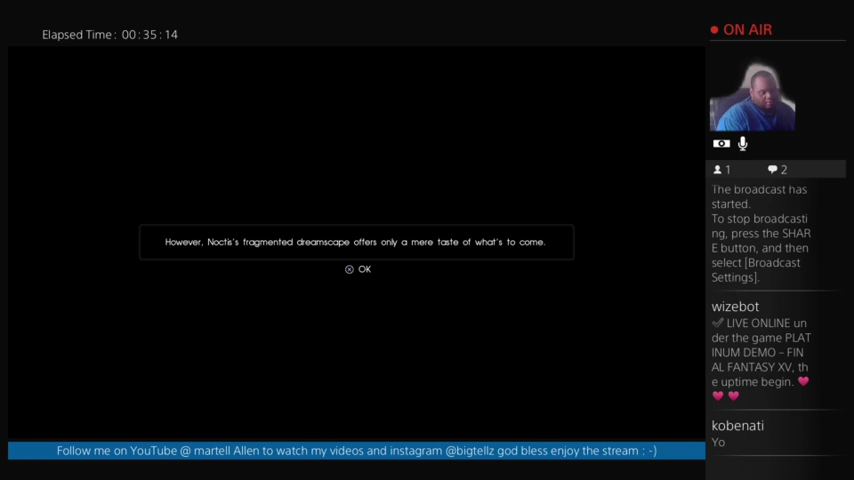 Elapsed Time: 00:35:14
ON AIR
1
2
The broadcast has
started.
To stop broadcasti
ng, press the SHAR
E button, and then
select [Broadcast
Settings].
However, Noctis's fragmented dreamscape offers only a mere taste of what's to come.
OK
wizebot
✅ LIVE ONLINE un
der the game PLAT
INUM DEMO – FIN
AL FANTASY XV, th
e uptime begin. ❤
❤ ❤
kobenati
Yo
Follow me on YouTube @ martell Allen to watch my videos and instagram @bigtellz god bless enjoy the stream : -)